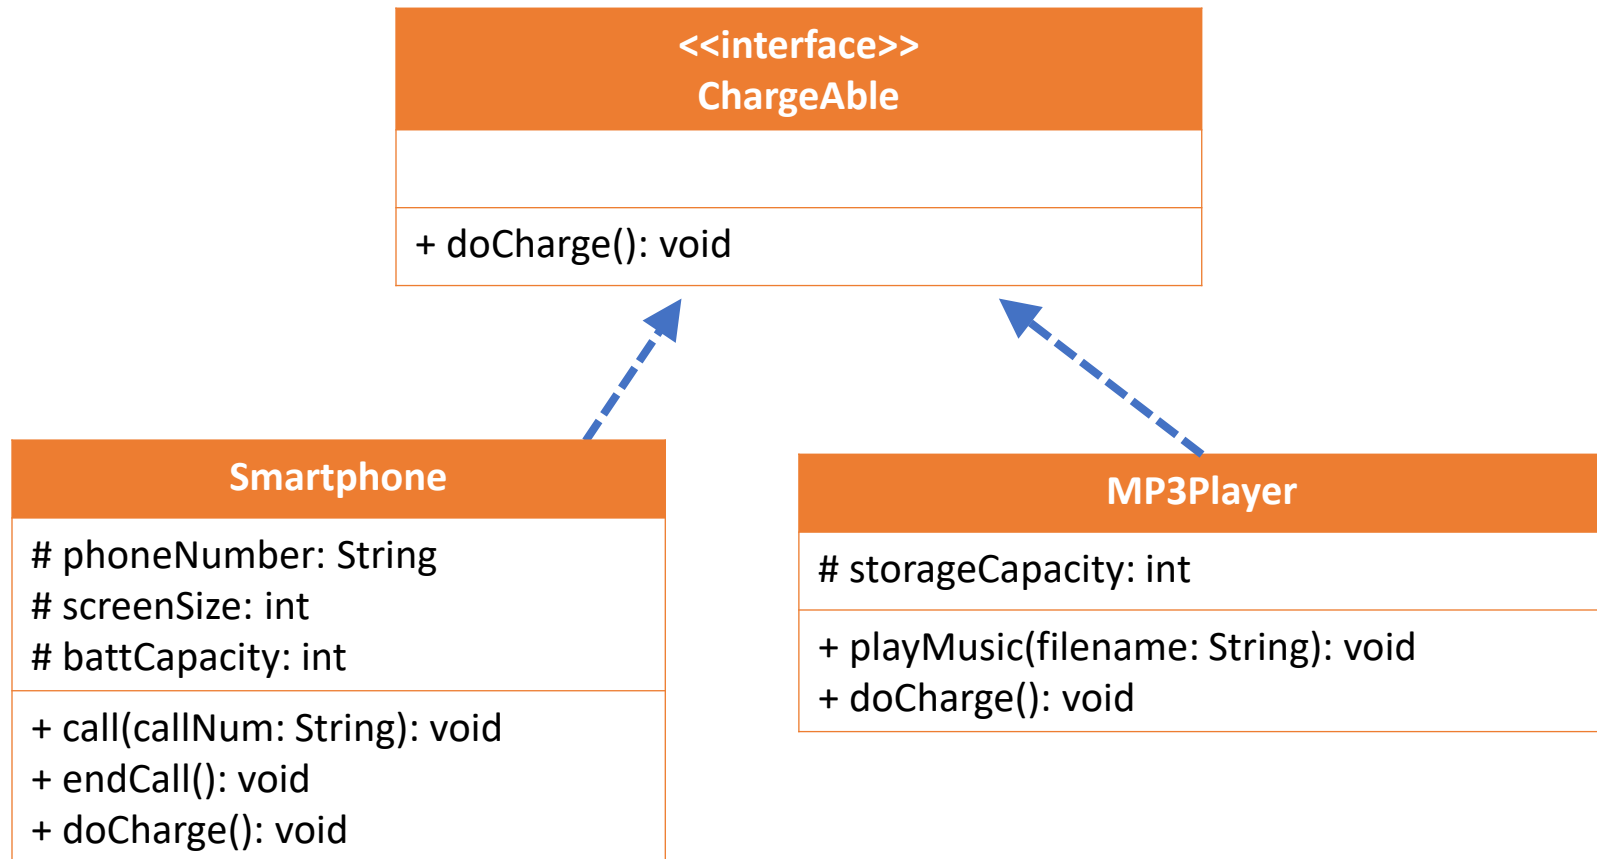 <<interface>>
ChargeAble
+ doCharge(): void
Smartphone
# phoneNumber: String
# screenSize: int
# battCapacity: int
+ call(callNum: String): void
+ endCall(): void
+ doCharge(): void
MP3Player
# storageCapacity: int
+ playMusic(filename: String): void
+ doCharge(): void